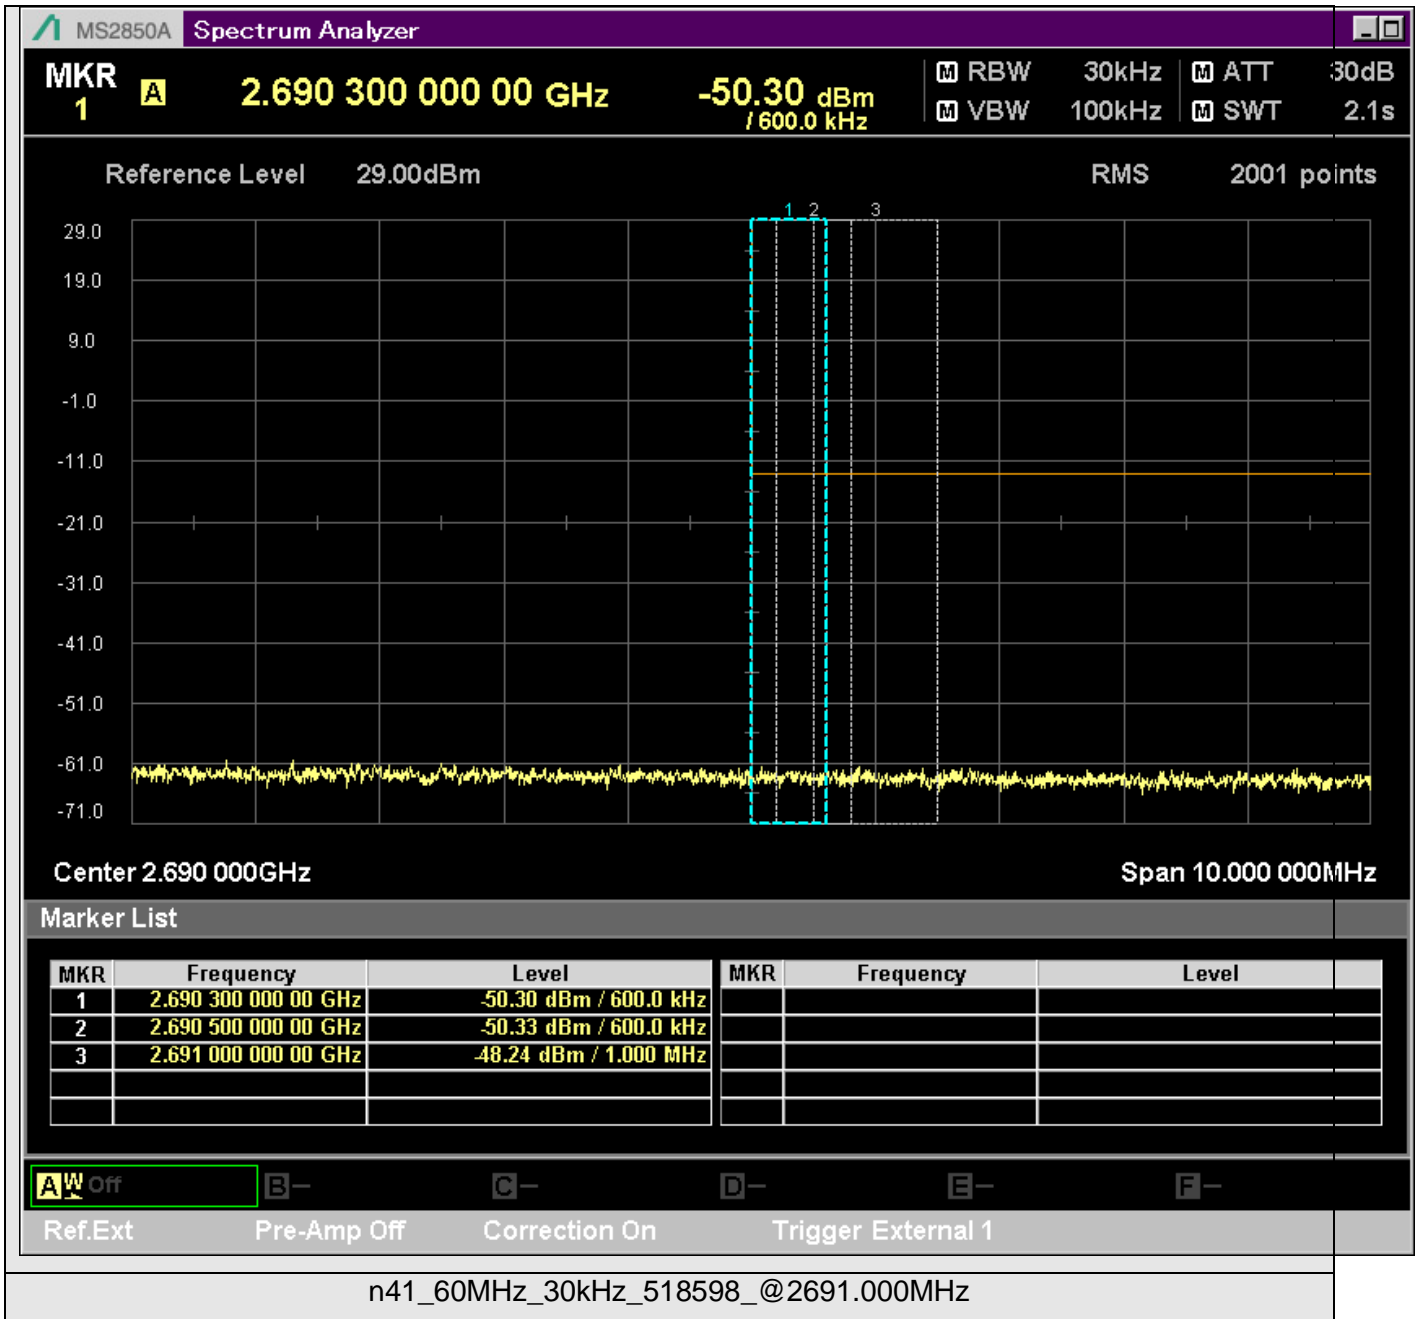 MS2850A Spectrum Analyzer
MKR 1 A 2.690 300 000 00 GHz -50.30 dBm / 600.0 kHz
M RBW 30kHz M ATT 30dB
M VBW 100kHz M SWT 2.1s
Reference Level 29.00dBm RMS 2001 points
1 2 3
29.0
19.0
9.0
-1.0
-11.0
-21.0
-31.0
-41.0
-51.0
-61.0
-71.0
Center 2.690 000GHz Span 10.000 000MHz
Marker List
MKR Frequency Level MKR Frequency Level
1 2.690 300 000 00 GHz -50.30 dBm / 600.0 kHz
2 2.690 500 000 00 GHz -50.33 dBm / 600.0 kHz
3 2.691 000 000 00 GHz -48.24 dBm / 1.000 MHz
A W Off B - C - D - E - F -
Ref.Ext Pre-Amp Off Correction On Trigger External 1
n41_60MHz_30kHz_518598_@2691.000MHz